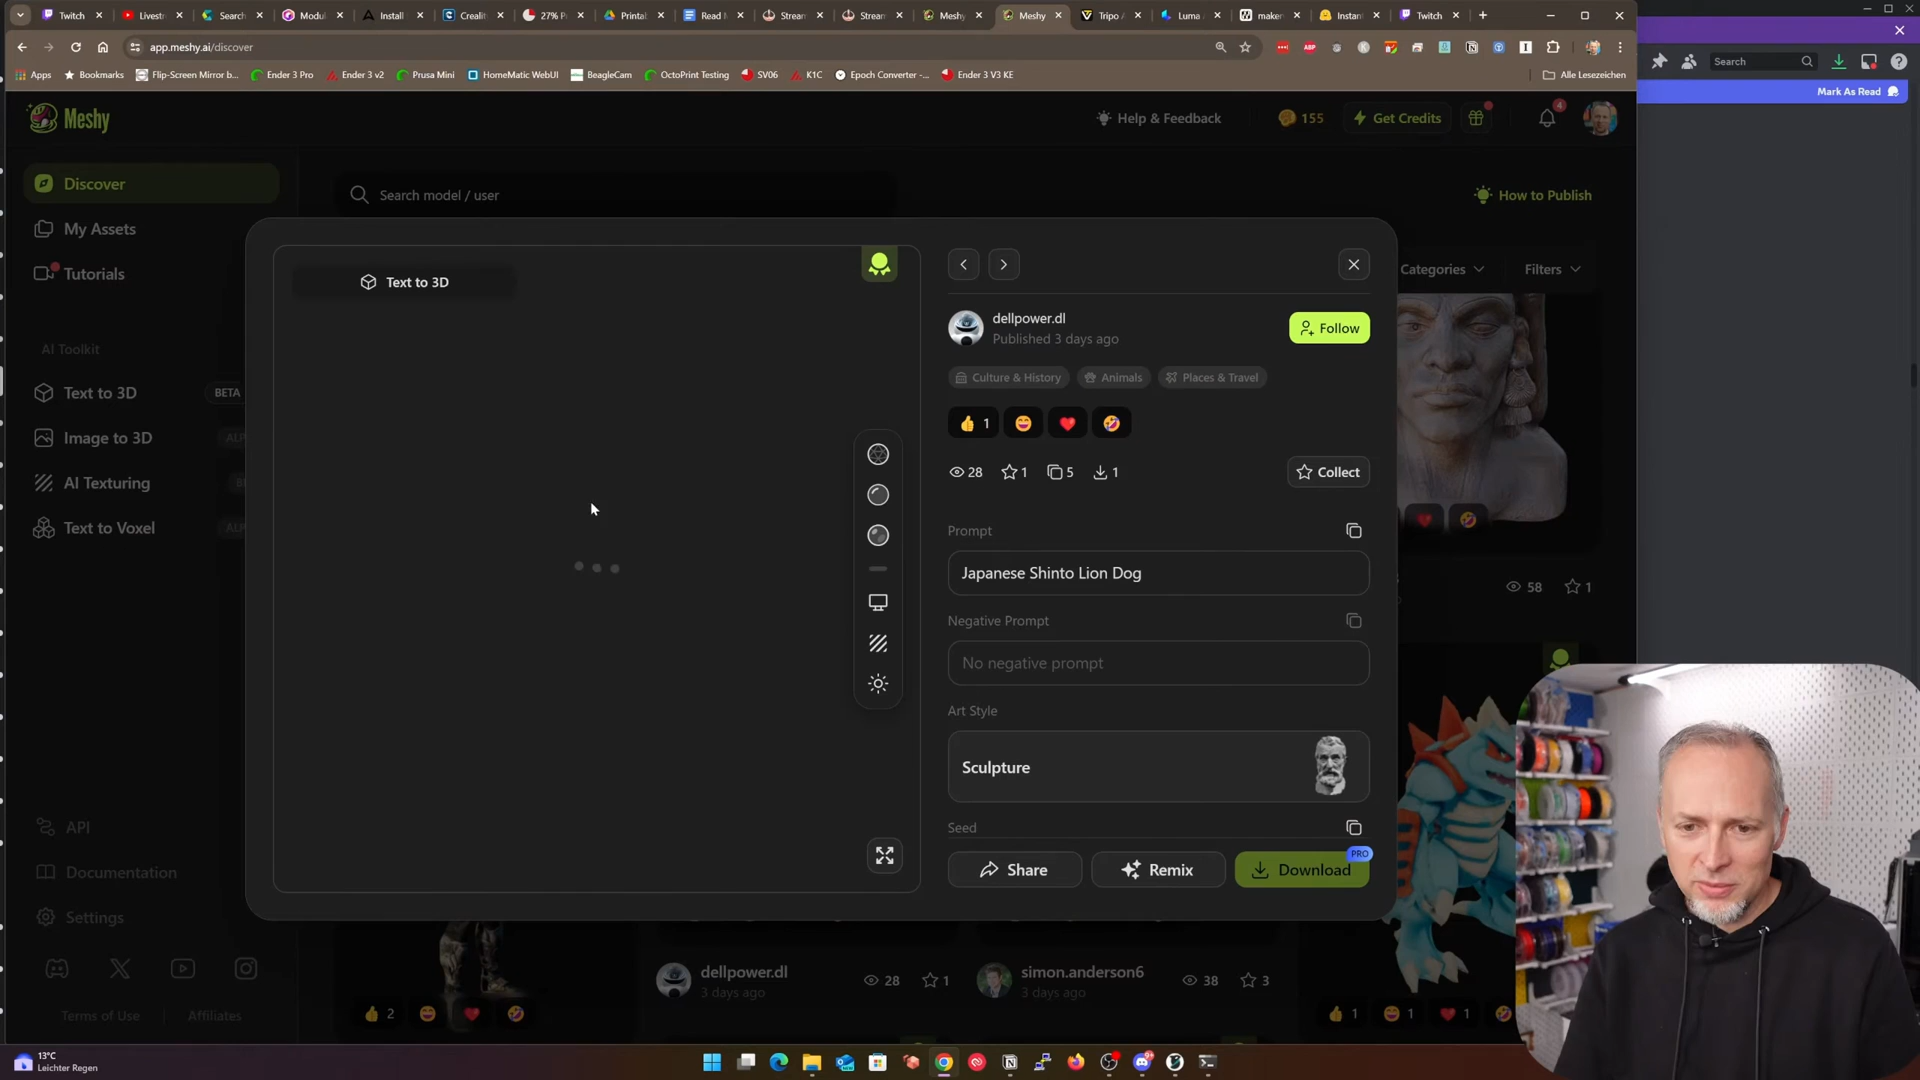 Twitch
Livestr
Search
Modul
Install
Creali
27% P
Printal
Read M
Stream
Stream
Meshy
Meshy
Tripo A
Luma
maker
Instant
Twitch
app.meshy.ai/discover
Apps
Bookmarks
Flip-Screen Mirror b...
Ender 3 Pro
Ender 3 v2
Prusa Mini
HomeMatic WebUI
BeagleCam
OctoPrint Testing
SV06
K1C
Epoch Converter -...
Ender 3 V3 KE
Alle Lesezeichen
Search
Mark As Read
Meshy
Help & Feedback
155
Get Credits
4
Discover
My Assets
Tutorials
AI Toolkit
Text to 3D
BETA
Image to 3D
AI Texturing
Text to Voxel
API
Documentation
Settings
Terms of Use
Affiliates
Search model / user
How to Publish
Categories
Filters
Text to 3D
dellpower.dl
Published 3 days ago
Follow
Culture & History
Animals
Places & Travel
1
28
1
5
1
Collect
Prompt
Japanese Shinto Lion Dog
Negative Prompt
No negative prompt
Art Style
Sculpture
Seed
Share
Remix
Download
PRO
58
1
2
dellpower.dl
3 days ago
28
1
simon.anderson6
3 days ago
38
3
1
1
1
13°C
Leichter Regen